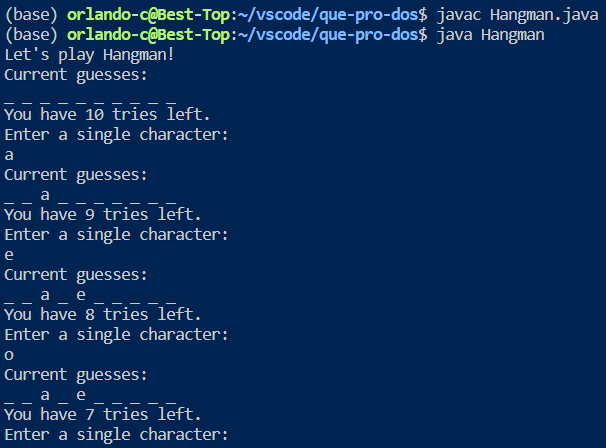 (base) orlando-c@Best-Top:~/vscode/que-pro-dos$ javac Hangman.java
(base) orlando-c@Best-Top:~/vscode/que-pro-dos$ java Hangman
Let's play Hangman!
Current guesses:
_ _ _ _ _ _ _ _ _ _
You have 10 tries left.
Enter a single character:
a
Current guesses:
_ _ a _ _ _ _ _ _ _
You have 9 tries left.
Enter a single character:
e
Current guesses:
_ _ a _ e _ _ _ _ _
You have 8 tries left.
Enter a single character:
o
Current guesses:
_ _ a _ e _ _ _ _ _
You have 7 tries left.
Enter a single character: